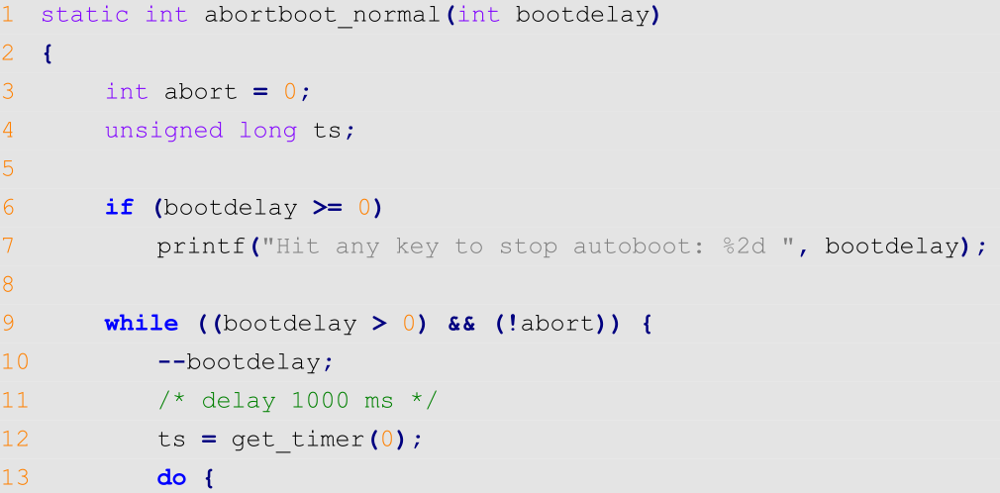 1 static int abortboot_normal(int bootdelay)
2 {
3 int abort = 0;
4 unsigned long ts;
5
6 if (bootdelay >= 0)
7 printf("Hit any key to stop autoboot: %2d ", bootdelay);
8
9 while ((bootdelay > 0) && (!abort)) {
10 --bootdelay;
11 /* delay 1000 ms */
12 ts = get_timer(0);
13 do {